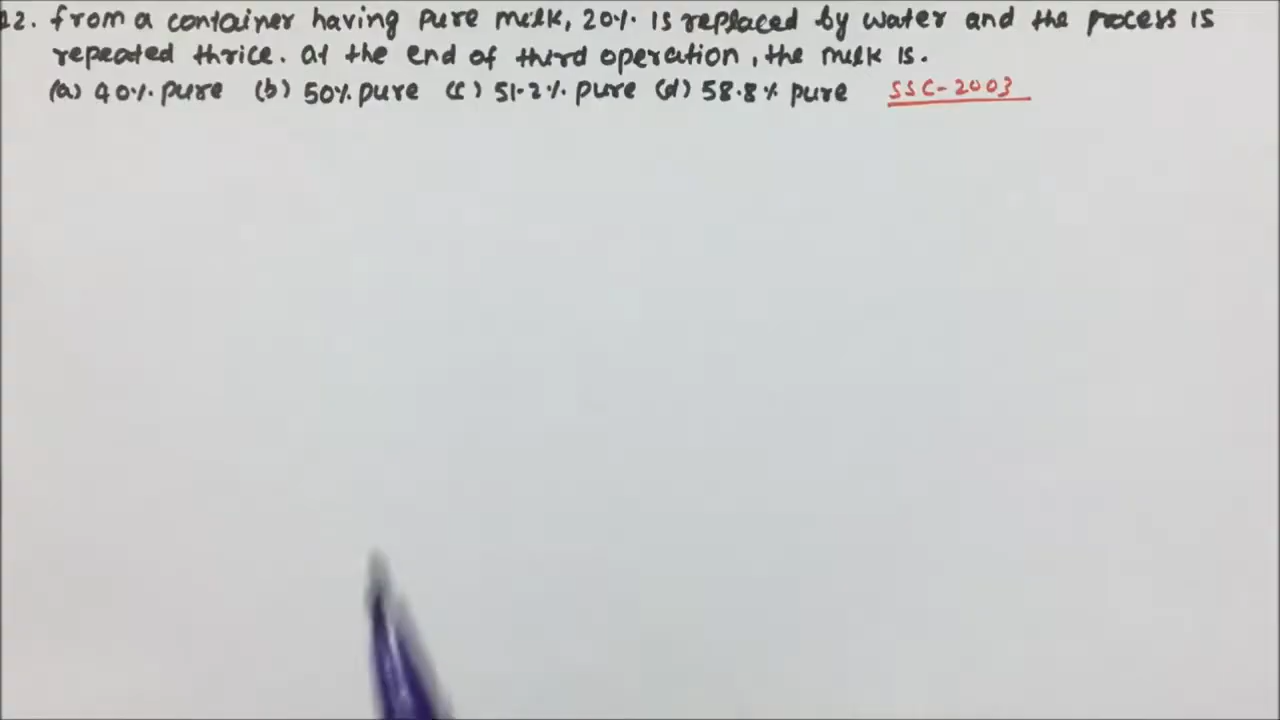 22. from a container having pure milk, 20% is replaced by water and the process is
repeated thrice. at the end of third operation, the milk is.
(a) 40% pure (b) 50% pure (c) 51.2% pure (d) 58.8% pure SSC-2003